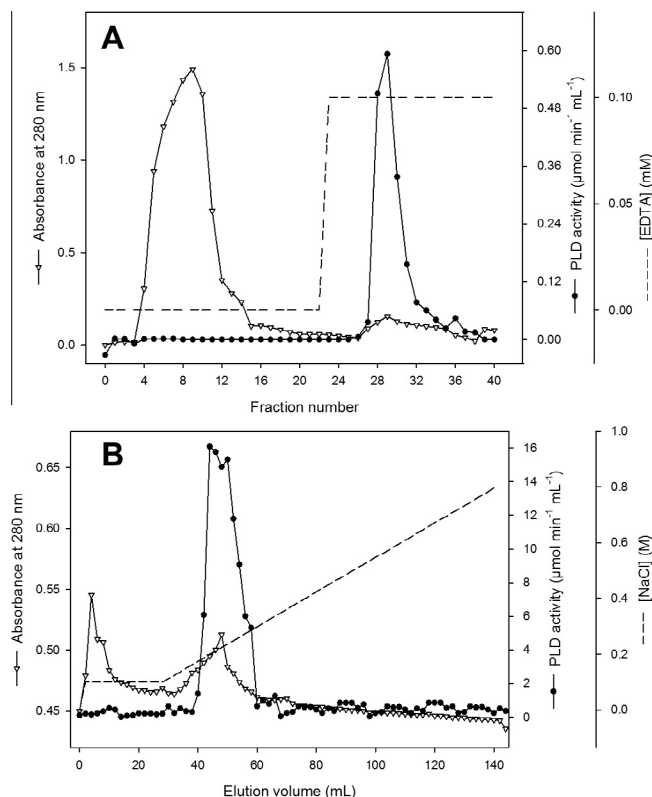 A
Absorbance at 280 nm
1.5
1.0
0.5
0.0
0 4 8 12 16 20 24 28 32 36 40
Fraction number
0.60
0.48
0.36
0.24
0.12
0.00
PLD activity (µmol min⁻¹ mL⁻¹)
0.10
0.05
0.00
[EDTA] (mM)
B
Absorbance at 280 nm
0.65
0.60
0.55
0.50
0.45
0 20 40 60 80 100 120 140
Elution volume (mL)
16
14
12
10
8
6
4
2
0
PLD activity (µmol min⁻¹ mL⁻¹)
1.0
0.8
0.6
0.4
0.2
0.0
[NaCl] (M)